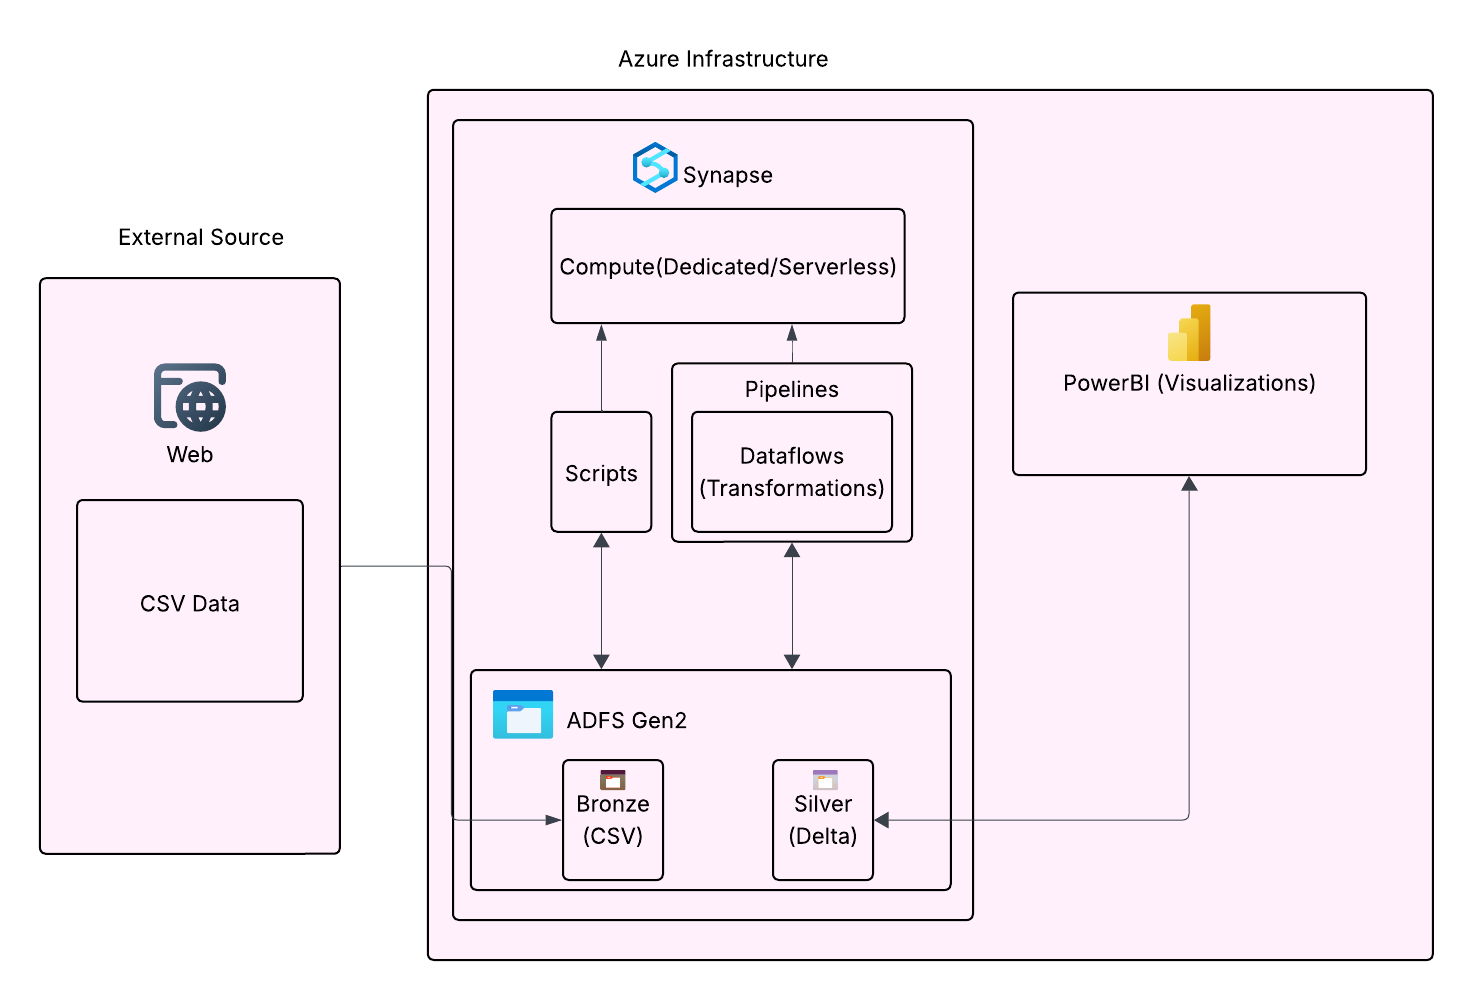 Azure Infrastructure
External Source
Web
CSV Data
Synapse
Compute(Dedicated/Serverless)
Scripts
Pipelines
Dataflows
(Transformations)
ADFS Gen2
Bronze
(CSV)
Silver
(Delta)
PowerBI (Visualizations)